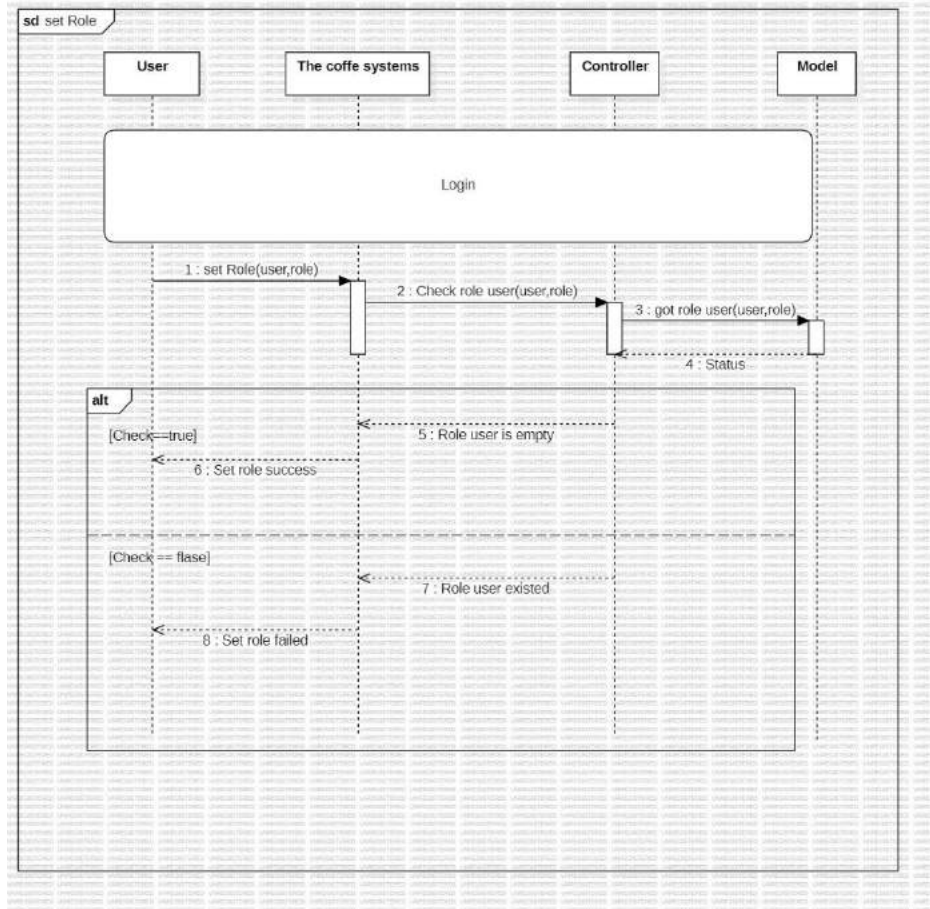 sd set Role
User
The coffe systems
Controller
Model
Login
1 : set Role(user,role)
2 : Check role user(user,role)
3 : got role user(user,role)
4 : Status
alt
[Check==true]
5 : Role user is empty
6 : Set role success
[Check == flase]
7 : Role user existed
8 : Set role failed